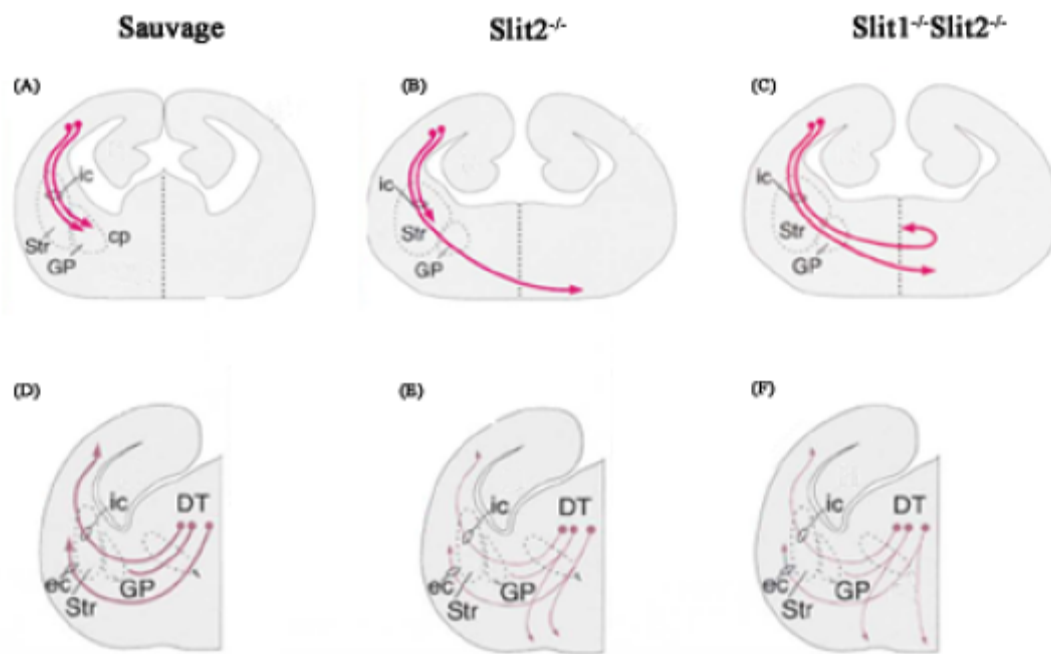 Sauvage Slit2-/- Slit1-/-Slit2-/-
(A) (B) (C)
ic
cp
Str
GP
ic
Str
GP
ic
Str
GP
(D) (E) (F)
ic
DT
ec
GP
Str
ic
DT
ec
GP
Str
ic
DT
ec
GP
Str